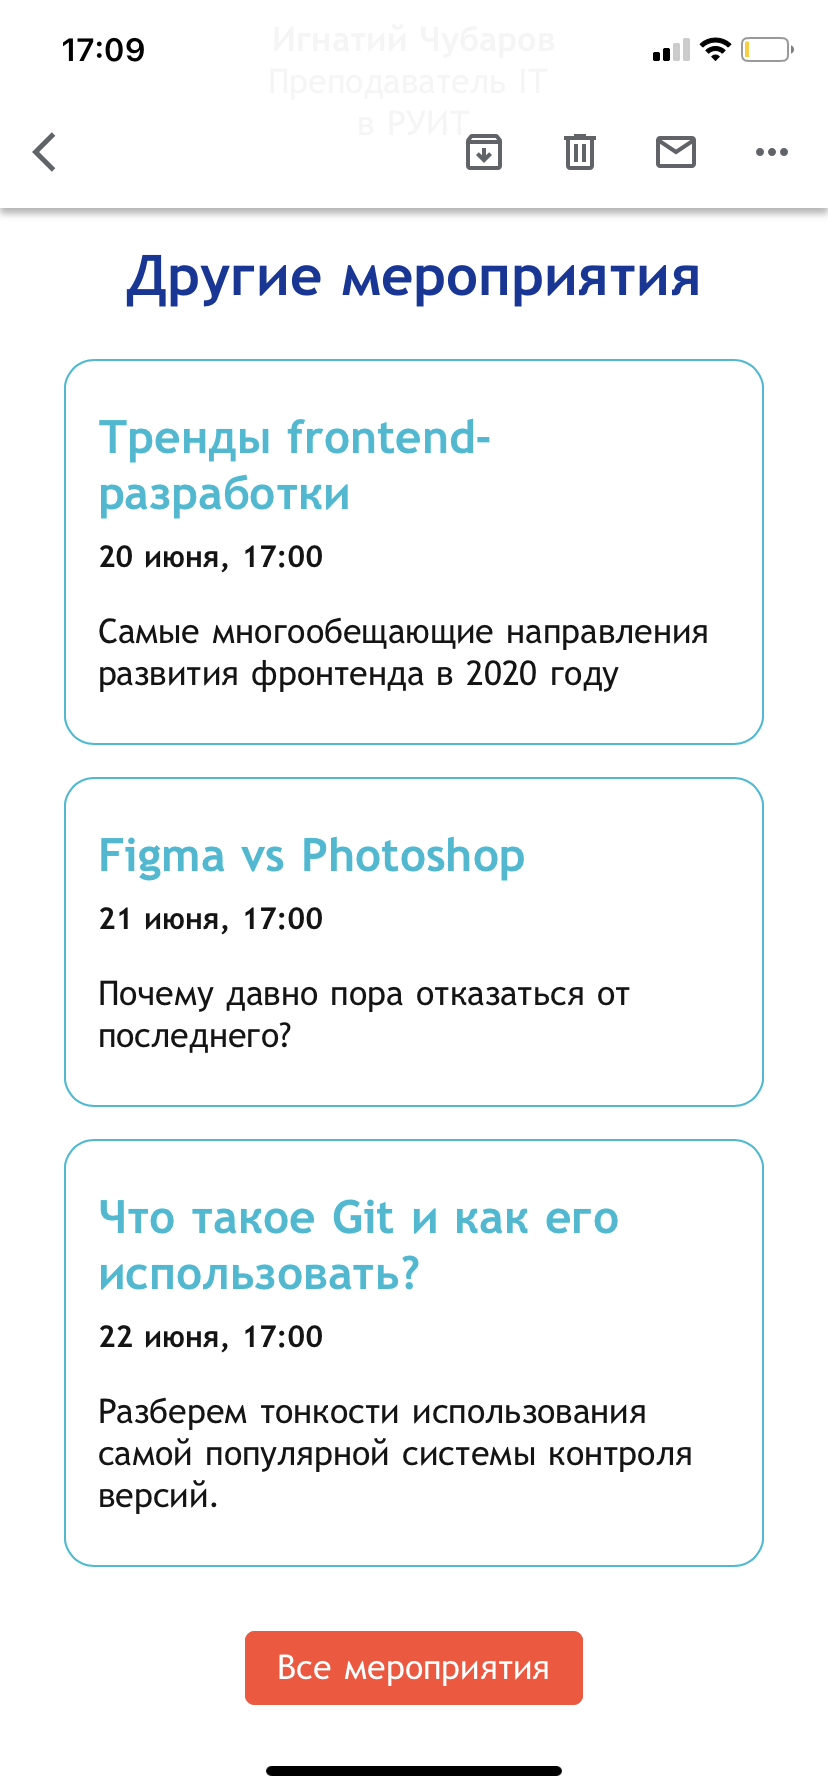 17:09
Игнатий Чубаров
Преподаватель IT
в РУИТ
Другие мероприятия
Тренды frontend-
разработки
20 июня, 17:00
Самые многообещающие направления
развития фронтенда в 2020 году
Figma vs Photoshop
21 июня, 17:00
Почему давно пора отказаться от
последнего?
Что такое Git и как его
использовать?
22 июня, 17:00
Разберем тонкости использования
самой популярной системы контроля
версий.
Все мероприятия